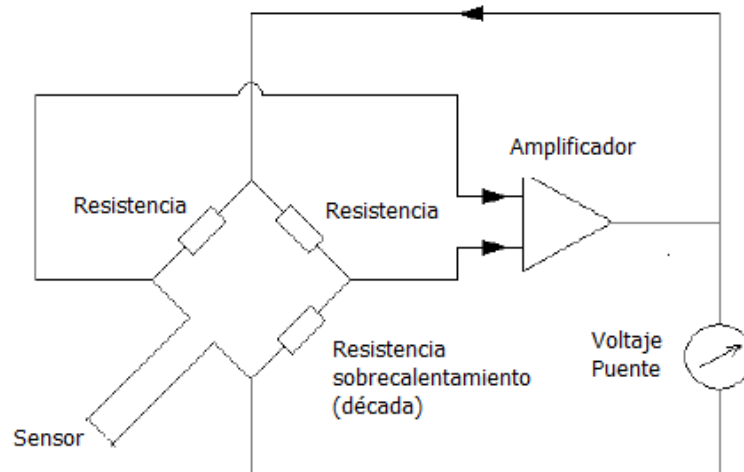 Amplificador
Resistencia
Resistencia
Resistencia
sobrecalentamiento
(década)
Voltaje
Puente
Sensor